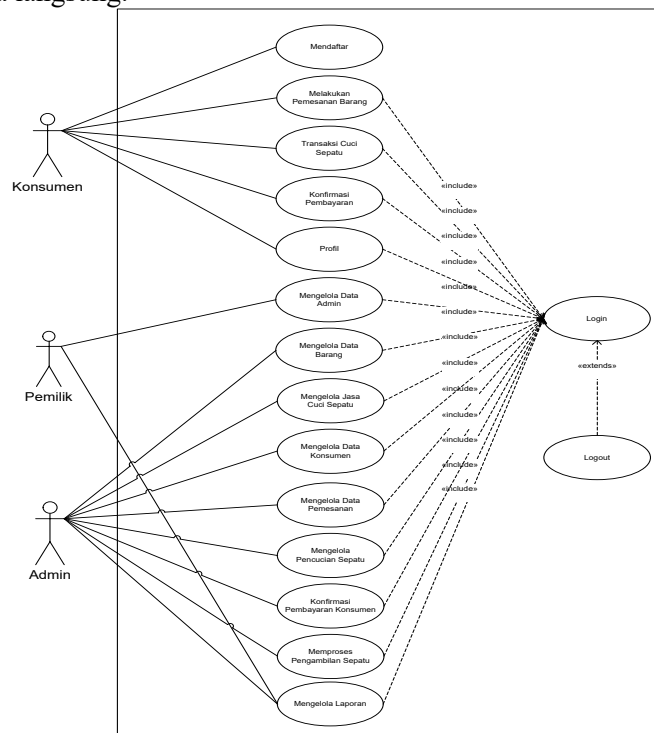 langsung.
Mendaftar
Melakukan
Pemesanan Barang
Transaksi Cuci
Sepatu
Konfirmasi
Pembayaran
Profil
Mengelola Data
Admin
Mengelola Data
Barang
Mengelola Jasa
Cuci Sepatu
Mengelola Data
Konsumen
Mengelola Data
Pemesanan
Mengelola
Pencucian Sepatu
Konfirmasi
Pembayaran Konsumen
Memproses
Pengambilan Sepatu
Mengelola Laporan
Konsumen
Pemilik
Admin
«include»
«include»
«include»
«include»
«include»
«include»
«include»
«include»
«include»
«include»
«include»
«include»
«include»
Login
«extends»
Logout